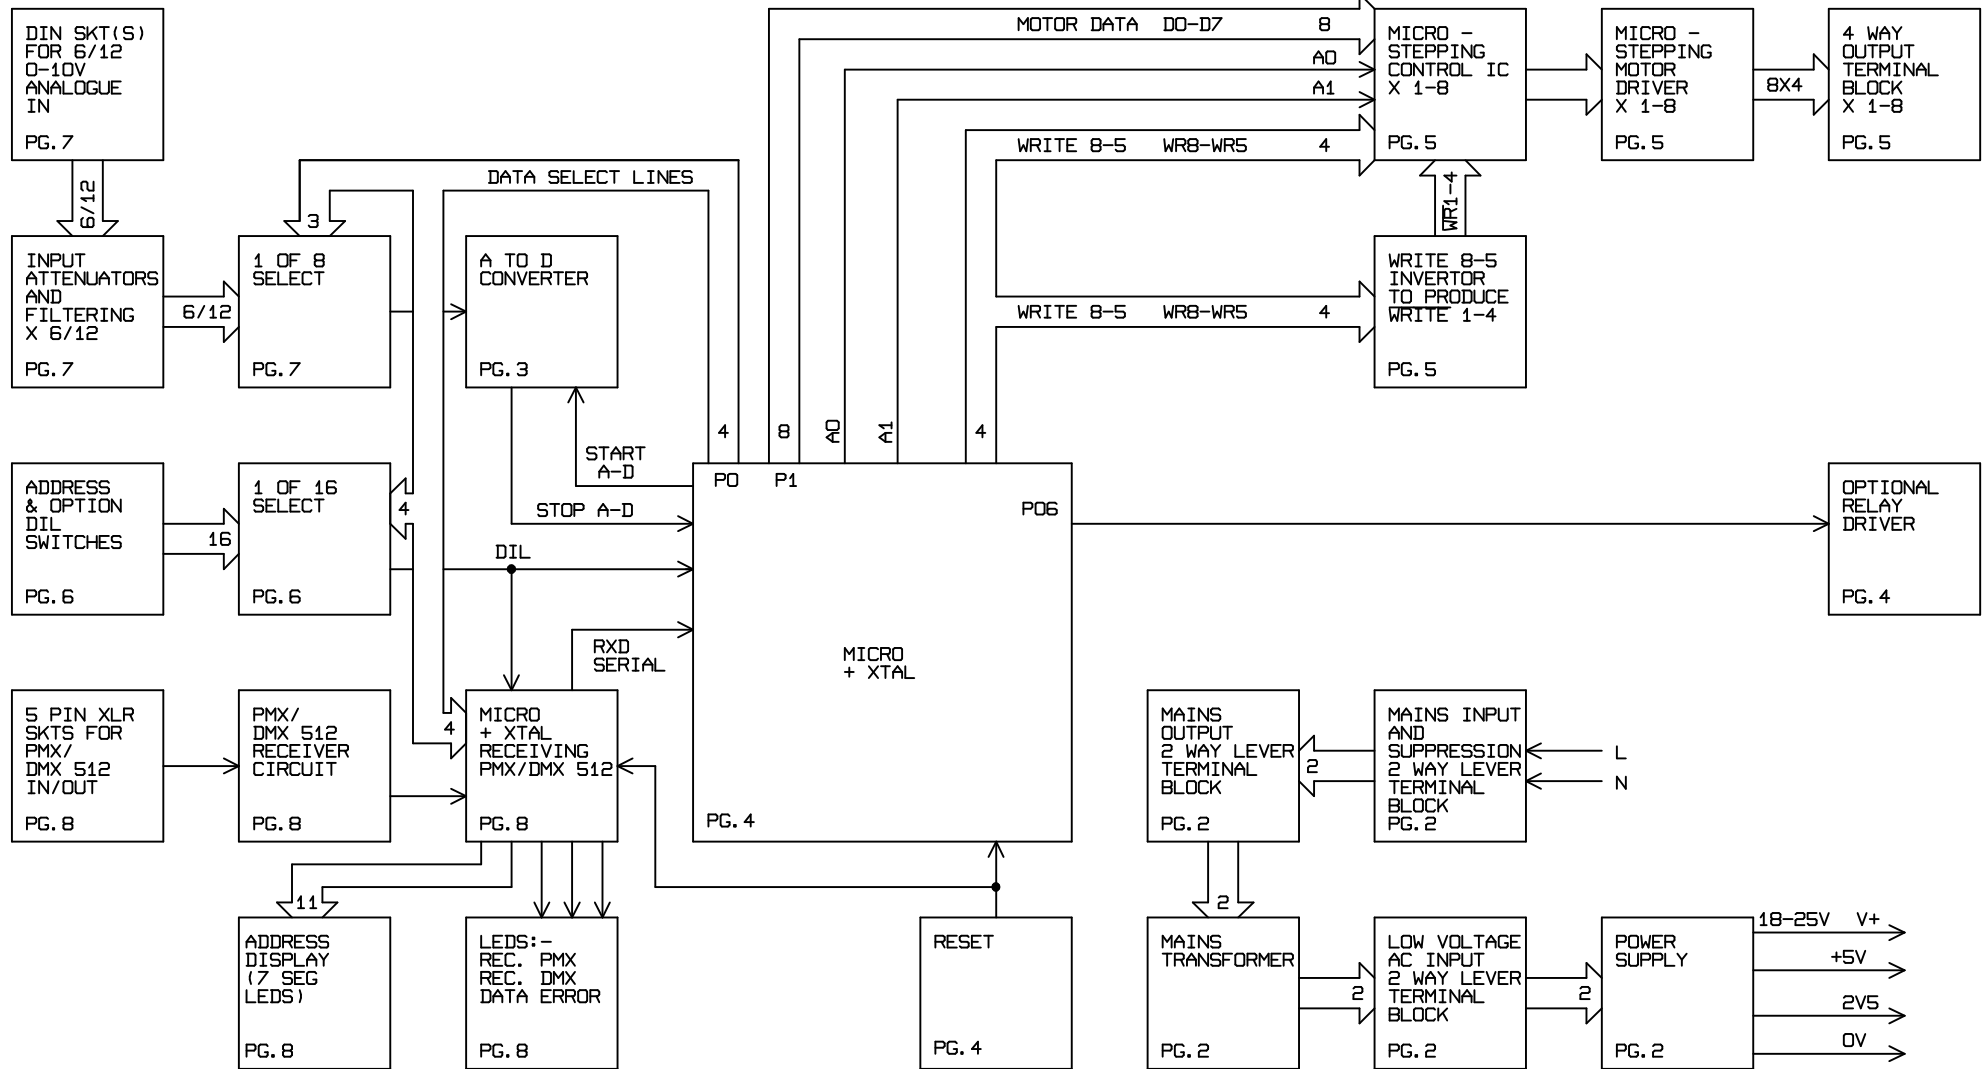 DIN SKT(S)
FOR 6/12
0-10V
ANALOGUE
IN
PG.7
6/12
INPUT
ATTENUATORS
AND
FILTERING
X 6/12
PG.7
6/12
3
1 OF 8
SELECT
PG.7
DATA SELECT LINES
A TO D
CONVERTER
PG.3
START
A-D
STOP A-D
4
8
A0
A1
4
MOTOR DATA D0-D7 8
A0
A1
WRITE 8-5 WR8-WR5 4
WRITE 8-5 WR8-WR5 4
MICRO -
STEPPING
CONTROL IC
X 1-8
PG.5
MICRO -
STEPPING
MOTOR
DRIVER
X 1-8
PG.5
8X4
4 WAY
OUTPUT
TERMINAL
BLOCK
X 1-8
PG.5
WR1-4
WRITE 8-5
INVERTOR
TO PRODUCE
WRITE 1-4
PG.5
ADDRESS
& OPTION
DIL
SWITCHES
PG.6
16
1 OF 16
SELECT
PG.6
4
DIL
RXD
SERIAL
P0
P1
P06
MICRO
+ XTAL
PG.4
OPTIONAL
RELAY
DRIVER
PG.4
5 PIN XLR
SKTS FOR
PMX/
DMX 512
IN/OUT
PG.8
PMX/
DMX 512
RECEIVER
CIRCUIT
PG.8
4
MICRO
+ XTAL
RECEIVING
PMX/DMX 512
PG.8
MAINS
OUTPUT
2 WAY LEVER
TERMINAL
BLOCK
PG.2
2
MAINS INPUT
AND
SUPPRESSION
2 WAY LEVER
TERMINAL
BLOCK
PG.2
L
N
11
ADDRESS
DISPLAY
(7 SEG
LEDS)
PG.8
LEDS:-
REC. PMX
REC. DMX
DATA ERROR
PG.8
RESET
PG.4
2
MAINS
TRANSFORMER
PG.2
2
LOW VOLTAGE
AC INPUT
2 WAY LEVER
TERMINAL
BLOCK
PG.2
2
POWER
SUPPLY
PG.2
18-25V V+
+5V
2V5
0V